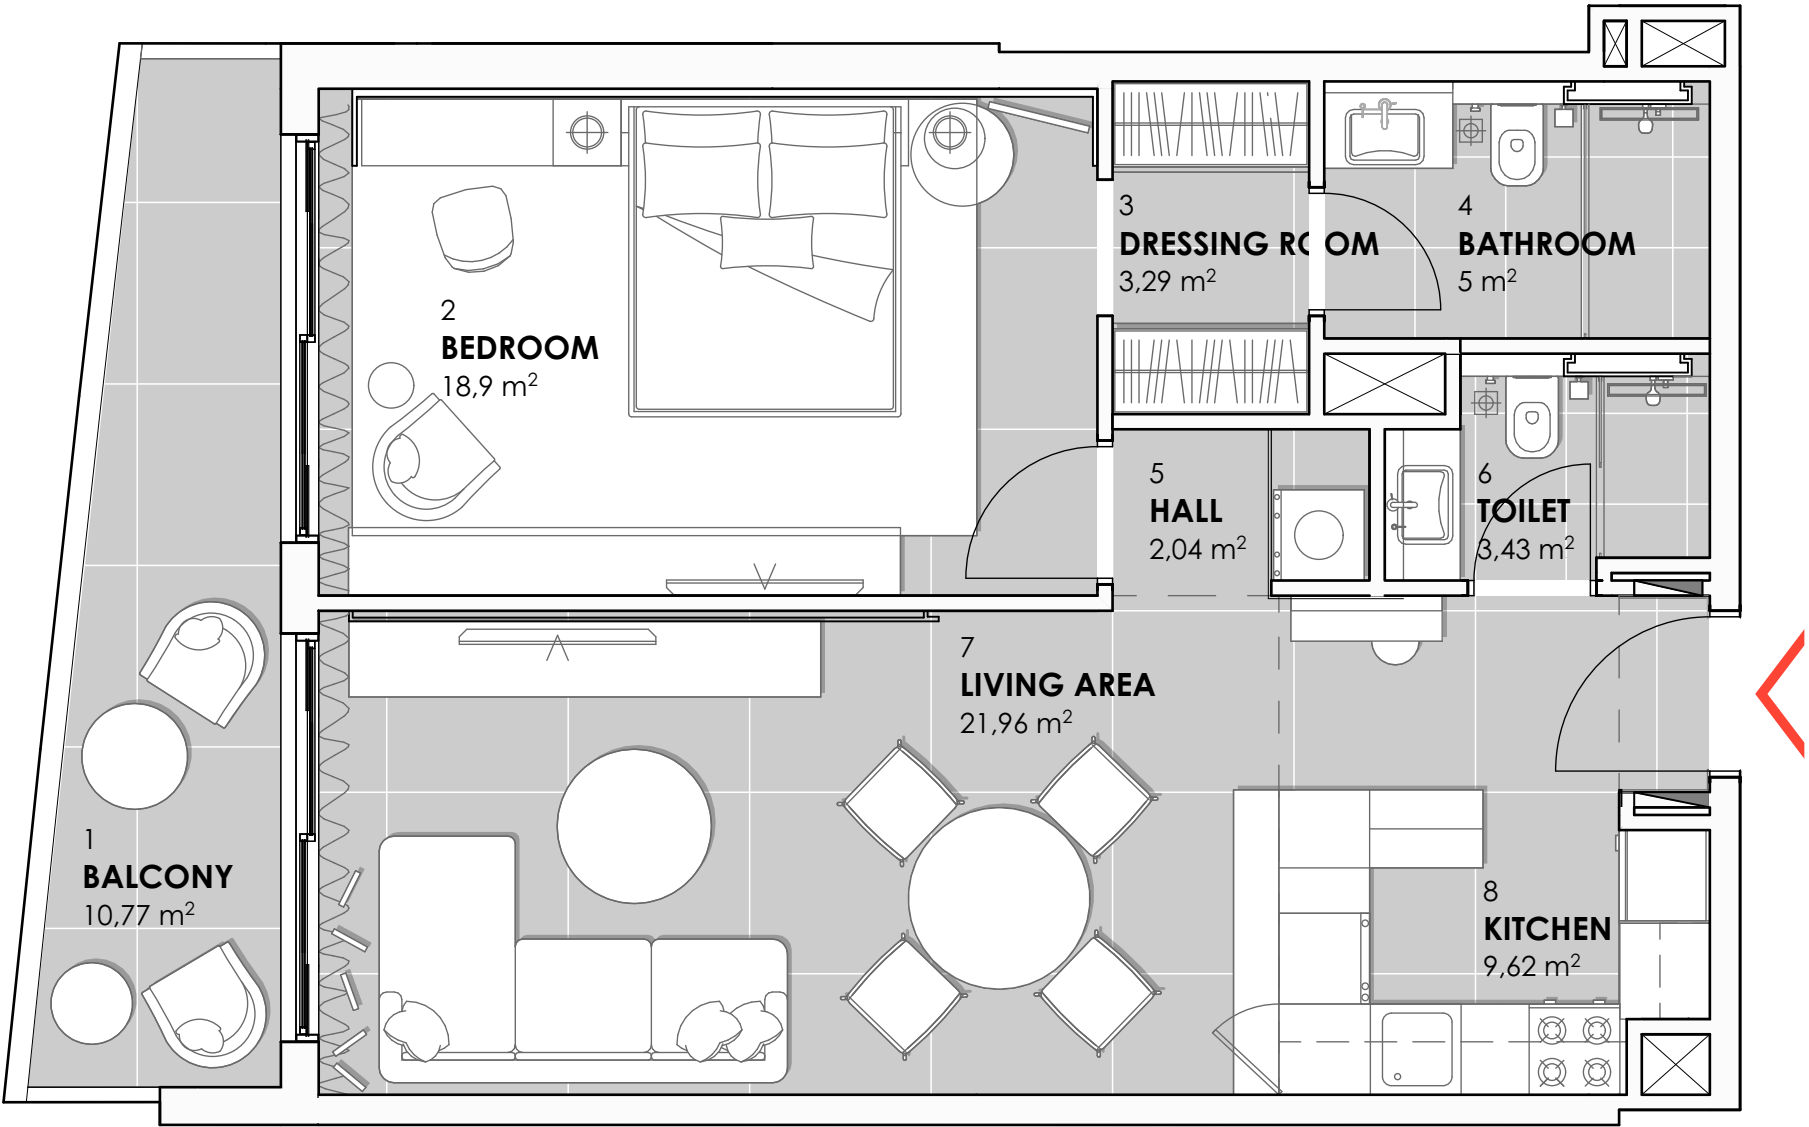 1
BALCONY
10,77 m²
2
BEDROOM
18,9 m²
3
DRESSING ROOM
3,29 m²
4
BATHROOM
5 m²
5
HALL
2,04 m²
6
TOILET
3,43 m²
7
LIVING AREA
21,96 m²
8
KITCHEN
9,62 m²